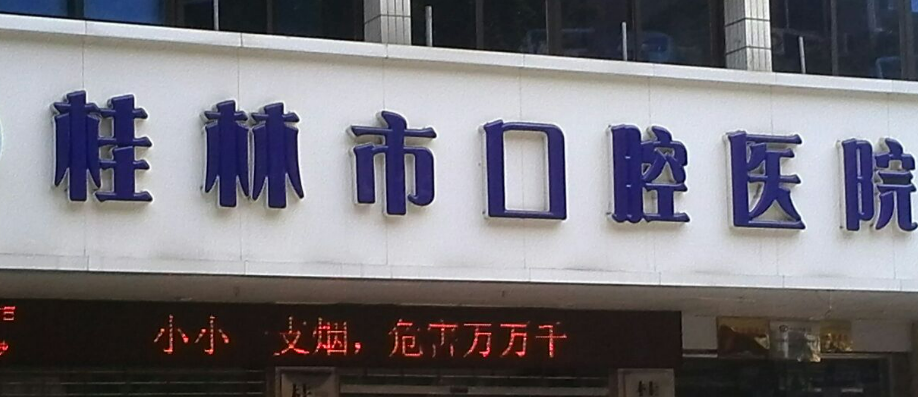 桂林市口腔医院
小小 支烟，危害万万千